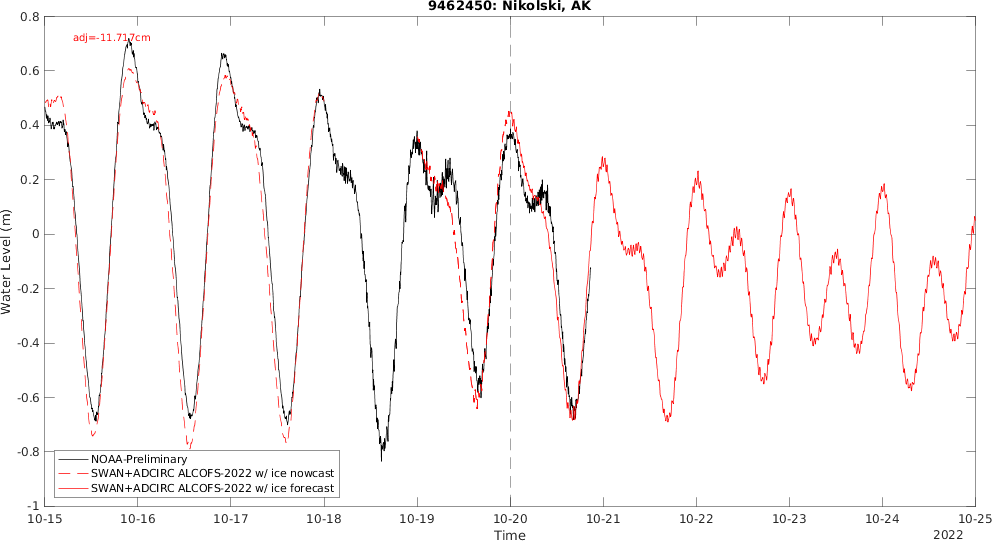 9462450: Nikolski, AK
adj=-11.717cm
0.8
0.6
0.4
0.2
0
-0.2
-0.4
-0.6
-0.8
-1
Water Level (m)
NOAA-Preliminary
SWAN+ADCIRC ALCOFS-2022 w/ ice nowcast
SWAN+ADCIRC ALCOFS-2022 w/ ice forecast
10-15 10-16 10-17 10-18 10-19 10-20 10-21 10-22 10-23 10-24 10-25
Time
2022